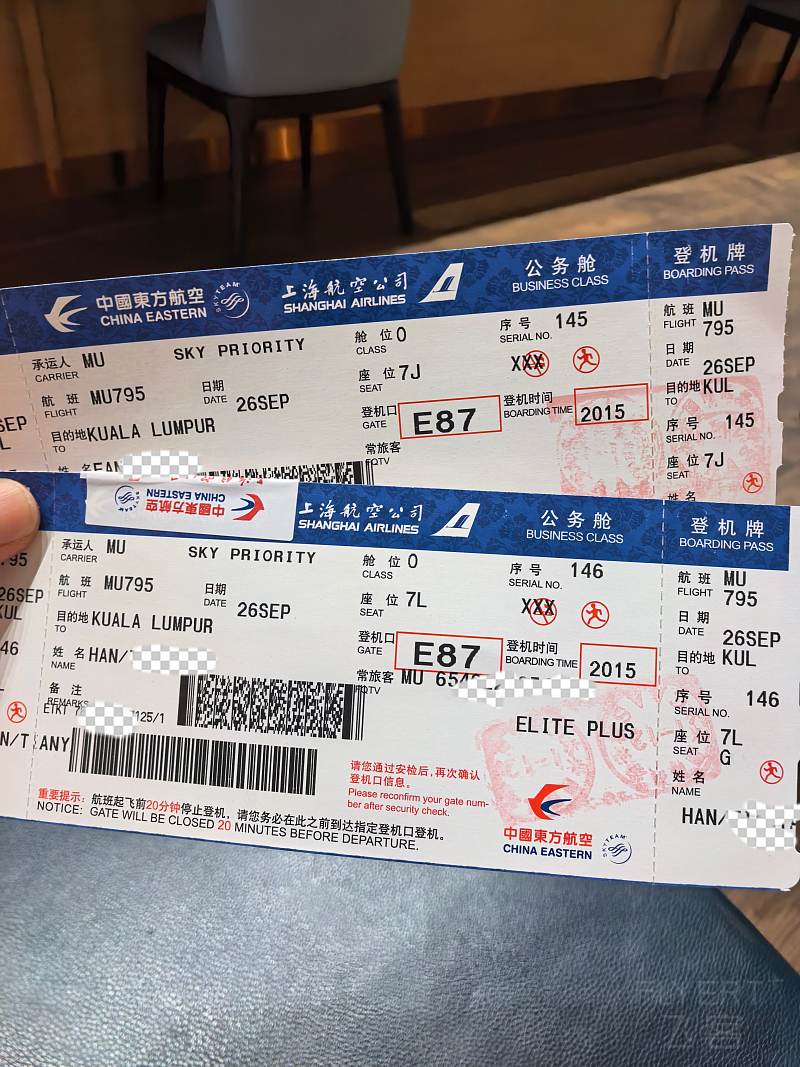 中國東方航空 CHINA EASTERN SKYTEAM
上海航空公司 SHANGHAI AIRLINES
公务舱 BUSINESS CLASS
登机牌 BOARDING PASS
承运人 CARRIER MU
SKY PRIORITY
舱位 CLASS O
序号 SERIAL NO. 145
航班 FLIGHT MU795
日期 DATE 26SEP
座位 SEAT 7J
XXX
目的地 TO KUALA LUMPUR
登机口 GATE E87
登机时间 BOARDING TIME 2015
姓名
常旅客 FQTV
航班 FLIGHT MU 795
日期 DATE 26SEP
目的地 TO KUL
序号 SERIAL NO. 145
座位 SEAT 7J
姓名
中國東方航空 CHINA EASTERN SKYTEAM
上海航空公司 SHANGHAI AIRLINES
公务舱 BUSINESS CLASS
登机牌 BOARDING PASS
承运人 CARRIER MU
SKY PRIORITY
舱位 CLASS O
序号 SERIAL NO. 146
航班 FLIGHT MU795
日期 DATE 26SEP
座位 SEAT 7L
XXX
目的地 TO KUALA LUMPUR
登机口 GATE E87
登机时间 BOARDING TIME 2015
姓名 NAME HAN/
常旅客 FQTV MU
备注 REMARKS
ETKT
125/1
ELITE PLUS
请您通过安检后,再次确认
登机口信息。
Please reconfirm your gate num-
ber after security check.
重要提示:航班起飞前20分钟停止登机,请您务必在此之前到达指定登机口登机。
NOTICE: GATE WILL BE CLOSED 20 MINUTES BEFORE DEPARTURE.
中國東方航空
CHINA EASTERN
SKYTEAM
航班 FLIGHT MU 795
日期 DATE 26SEP
目的地 TO KUL
序号 SERIAL NO. 146
座位 SEAT 7L
G
姓名 NAME
HAN/
FLYERT
飞客